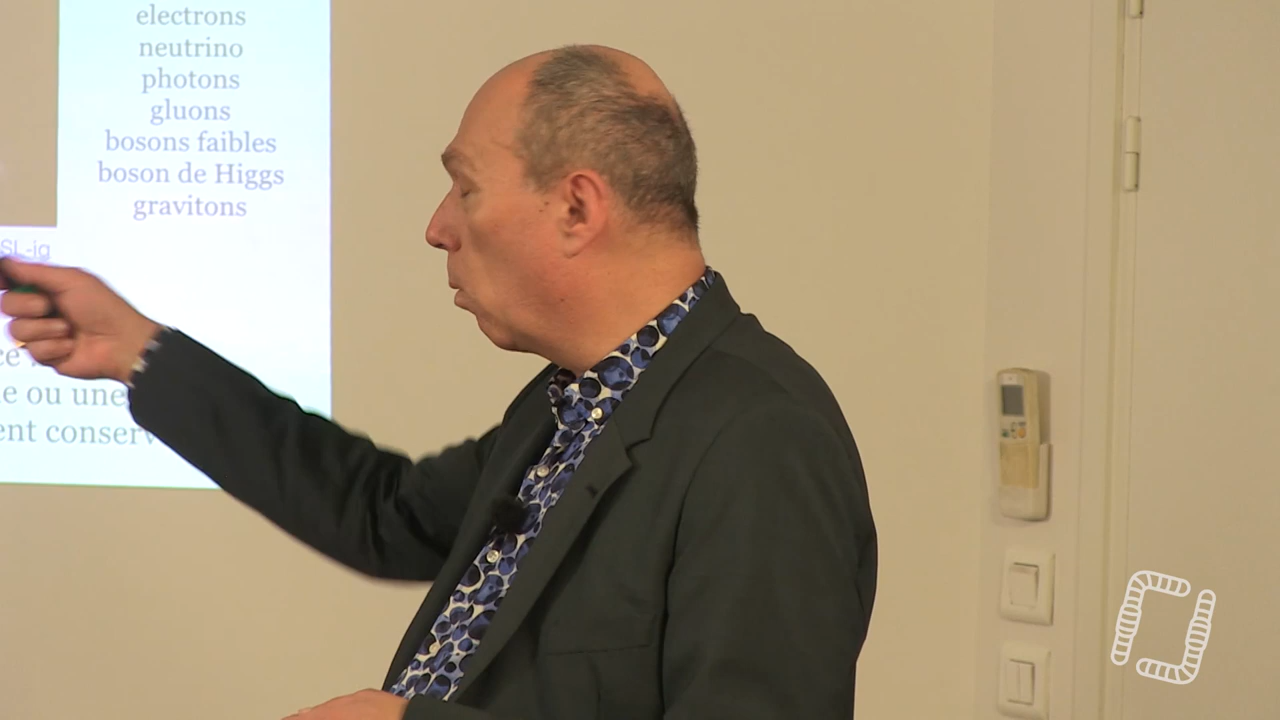 electrons
neutrino
photons
gluons
bosons faibles
boson de Higgs
gravitons
ou une
ent conserv